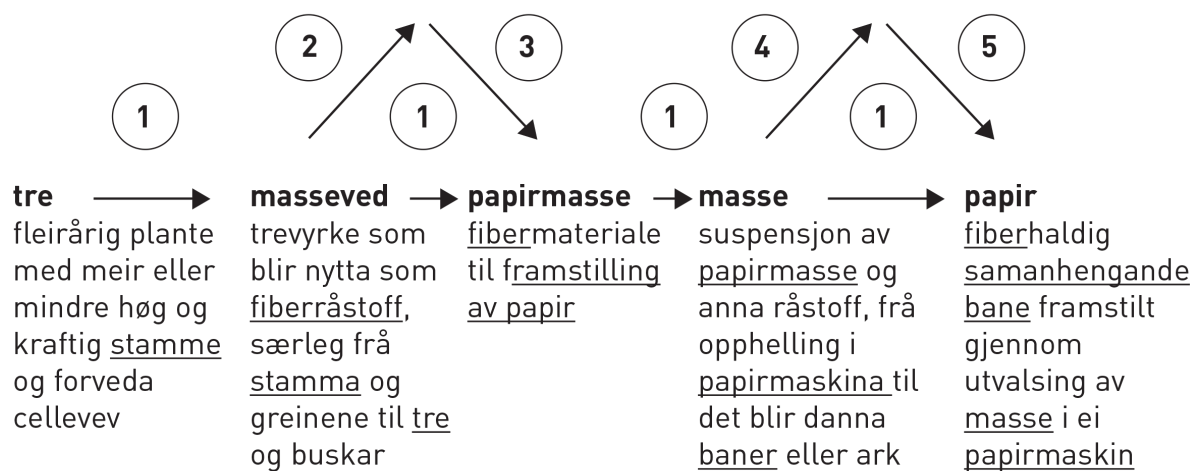 2 3 4 5
1 1 1 1
tre masseved papirmasse masse papir
fleirårig plante
med meir eller
mindre høg og
kraftig stamme
og forveda
cellevev
trevyrke som
blir nytta som
fiberråstoff,
særleg frå
stamma og
greinene til tre
og buskar
fibermateriale
til framstilling
av papir
suspensjon av
papirmasse og
anna råstoff, frå
opphelling i
papirmaskina til
det blir danna
baner eller ark
fiberhaldig
samanhengande
bane framstilt
gjennom
utvalsing av
masse i ei
papirmaskin